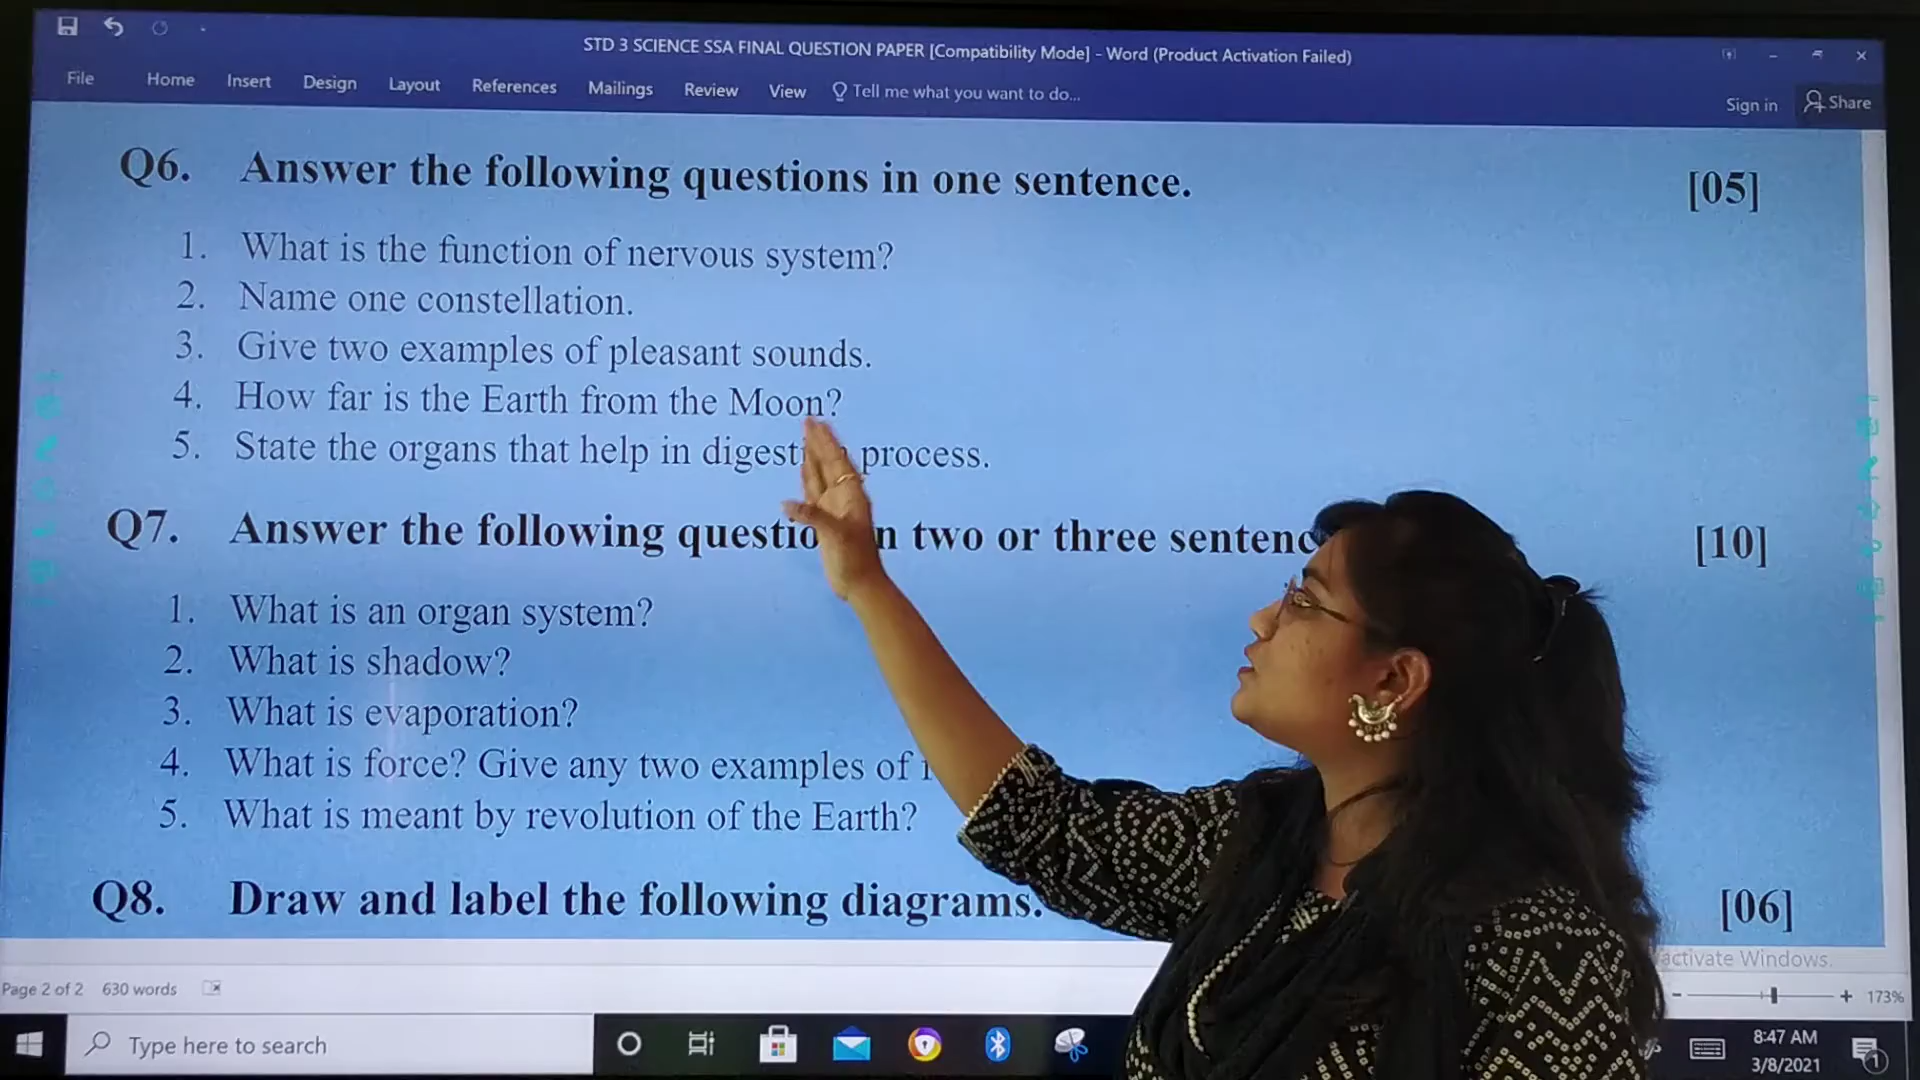 STD 3 SCIENCE SSA FINAL QUESTION PAPER [Compatibility Mode] - Word (Product Activation Failed)
File Home Insert Design Layout References Mailings Review View Tell me what you want to do... Sign in Share
Q6. Answer the following questions in one sentence. [05]
1. What is the function of nervous system?
2. Name one constellation.
3. Give two examples of pleasant sounds.
4. How far is the Earth from the Moon?
5. State the organs that help in process.
Q7. Answer the following two or three [10]
1. What is an organ system?
2. What is shadow?
3. What is evaporation?
4. What is force? Give any two examples of
5. What is meant by revolution of the Earth?
Q8. Draw and label the following diagrams. [06]
activate Windows.
Page 2 of 2 630 words 173%
Type here to search
8:47 AM
3/8/2021
1